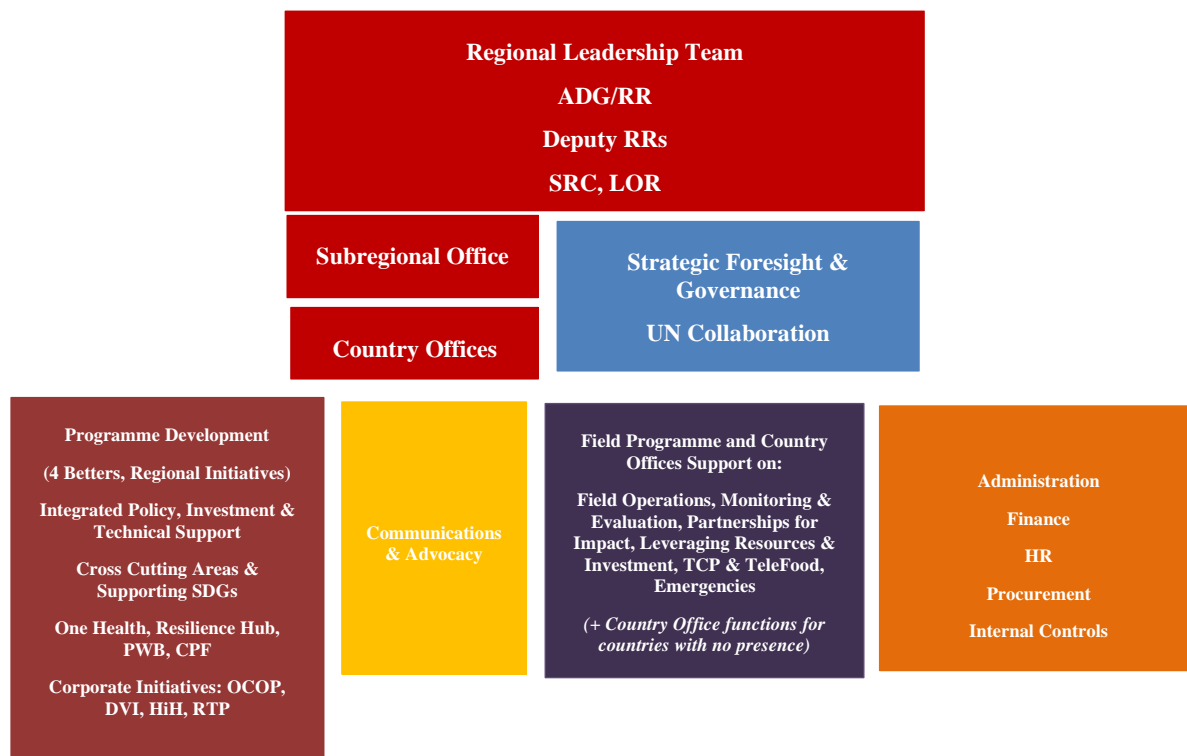 Regional Leadership Team
ADG/RR
Deputy RRs
SRC, LOR
Subregional Office
Country Offices
Strategic Foresight &
Governance
UN Collaboration
Programme Development
(4 Betters, Regional Initiatives)
Integrated Policy, Investment &
Technical Support
Cross Cutting Areas &
Supporting SDGs
One Health, Resilience Hub,
PWB, CPF
Corporate Initiatives: OCOP,
DVI, HiH, RTP
Communications
& Advocacy
Field Programme and Country
Offices Support on:
Field Operations, Monitoring &
Evaluation, Partnerships for
Impact, Leveraging Resources &
Investment, TCP & TeleFood,
Emergencies
(+ Country Office functions for
countries with no presence)
Administration
Finance
HR
Procurement
Internal Controls